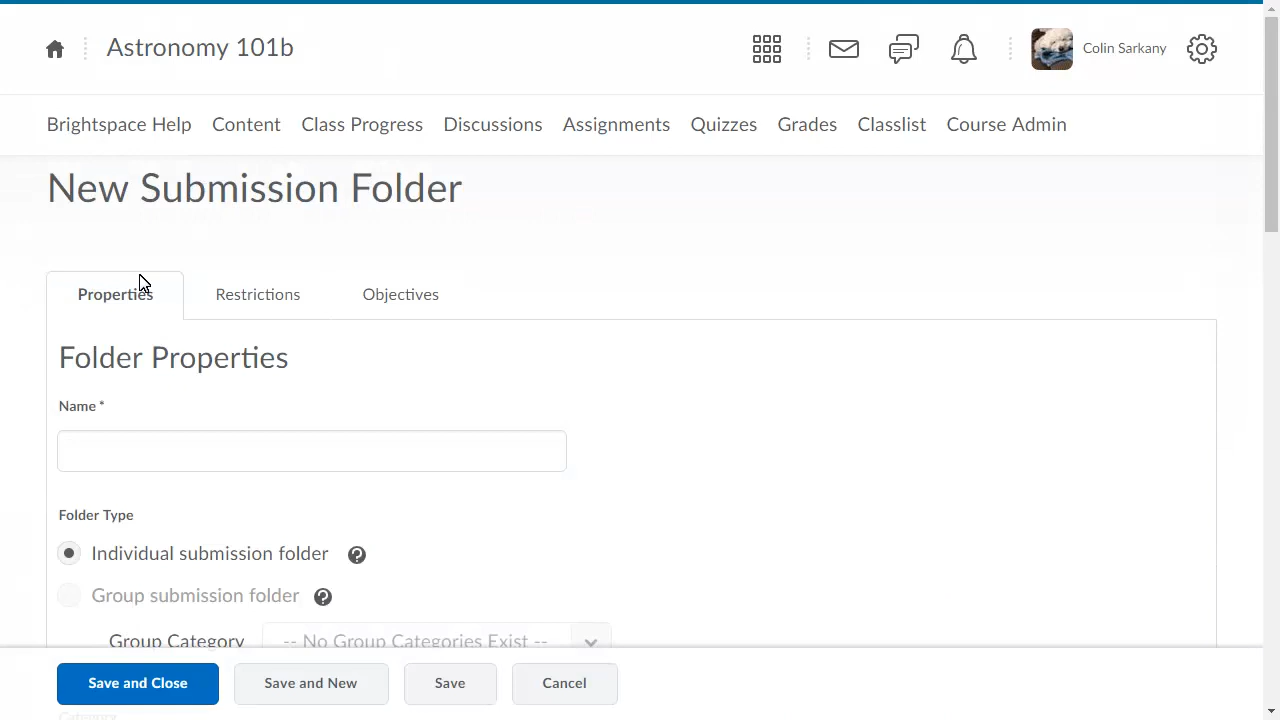 Astronomy 101b
Colin Sarkany
Brightspace Help Content Class Progress Discussions Assignments Quizzes Grades Classlist Course Admin
New Submission Folder
Properties Restrictions Objectives
Folder Properties
Name *
Folder Type
Individual submission folder
Group submission folder
Group Category -- No Group Categories Exist --
Save and Close Save and New Save Cancel
Category